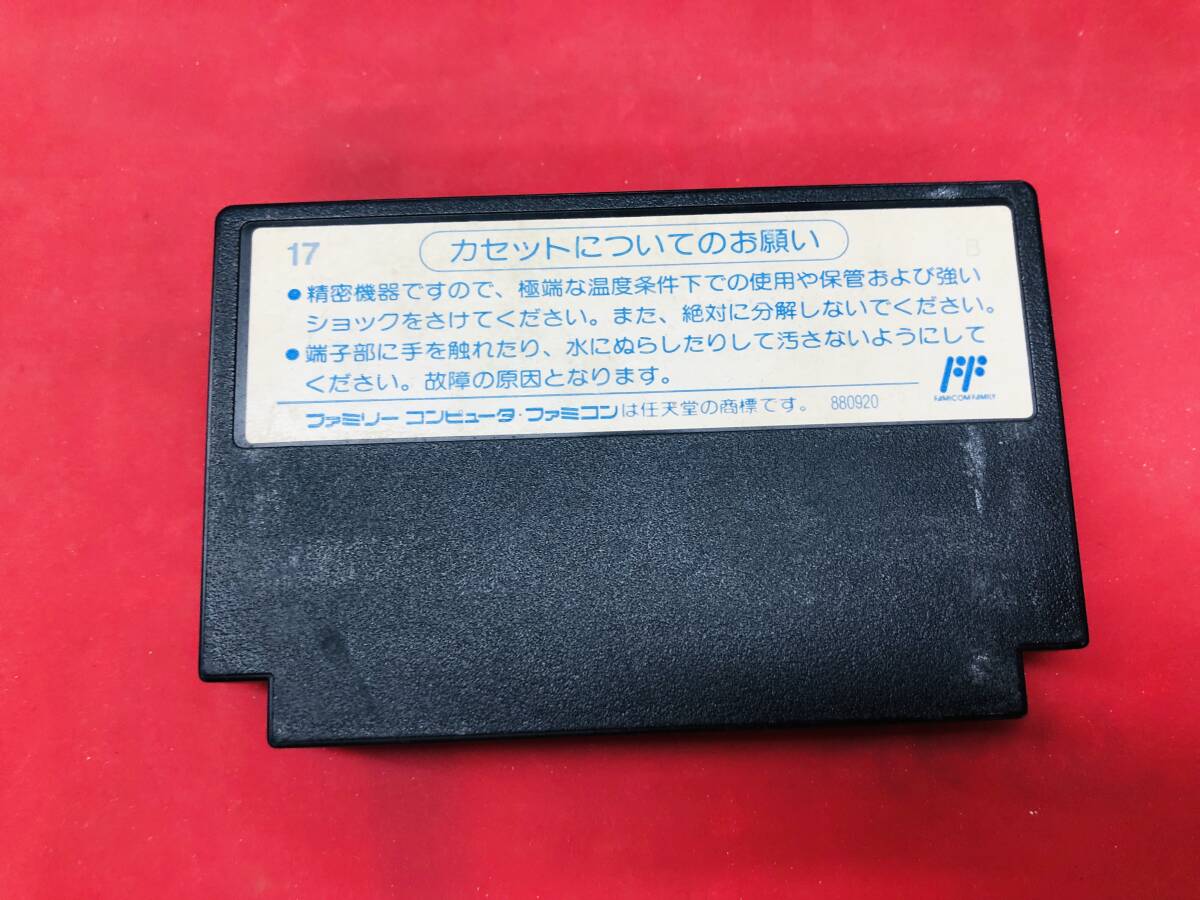 17
カセットについてのお願い
B
●精密機器ですので、極端な温度条件下での使用や保管および強い
ショックをさけてください。また、絶対に分解しないでください。
●端子部に手を触れたり、水にぬらしたりして汚さないようにして
ください。故障の原因となります。
FF
FAMICOM FAMILY
ファミリーコンピュータ・ファミコンは任天堂の商標です。 880920